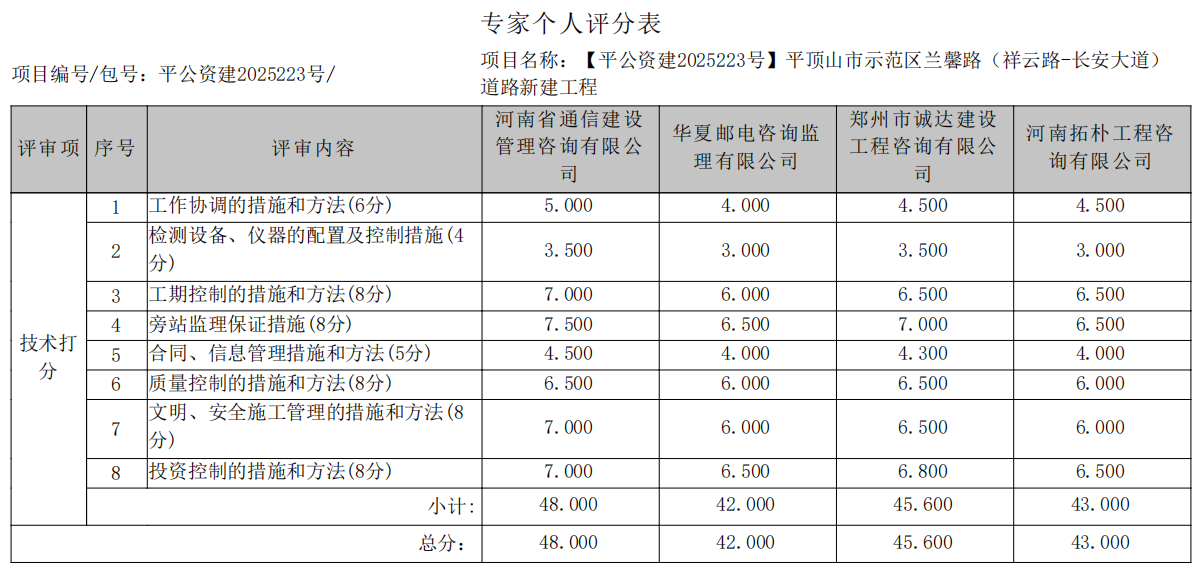 专家个人评分表
项目编号/包号：平公资建2025223号/
项目名称：【平公资建2025223号】平顶山市示范区兰馨路（祥云路-长安大道）
道路新建工程
评审项 序号 评审内容 河南省通信建设管理咨询有限公司 华夏邮电咨询监理有限公司 郑州市诚达建设工程咨询有限公司 河南拓朴工程咨询有限公司
技术打分
1 工作协调的措施和方法(6分) 5.000 4.000 4.500 4.500
2 检测设备、仪器的配置及控制措施(4分) 3.500 3.000 3.500 3.000
3 工期控制的措施和方法(8分) 7.000 6.000 6.500 6.500
4 旁站监理保证措施(8分) 7.500 6.500 7.000 6.500
5 合同、信息管理措施和方法(5分) 4.500 4.000 4.300 4.000
6 质量控制的措施和方法(8分) 6.500 6.000 6.500 6.000
7 文明、安全施工管理的措施和方法(8分) 7.000 6.000 6.500 6.000
8 投资控制的措施和方法(8分) 7.000 6.500 6.800 6.500
小计: 48.000 42.000 45.600 43.000
总分： 48.000 42.000 45.600 43.000